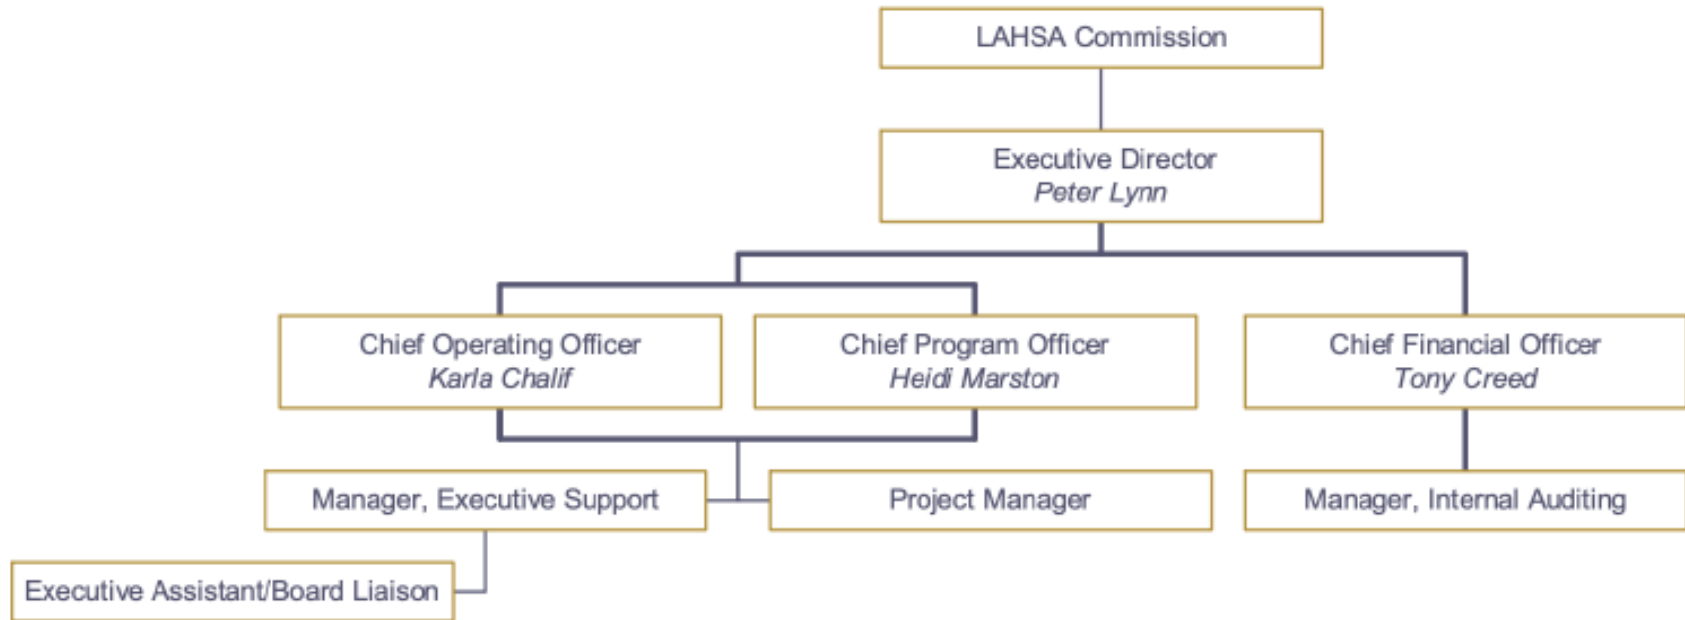 LAHSA Commission
Executive Director
Peter Lynn
Chief Operating Officer
Karla Chalif
Chief Program Officer
Heidi Marston
Chief Financial Officer
Tony Creed
Manager, Executive Support
Project Manager
Manager, Internal Auditing
Executive Assistant/Board Liaison